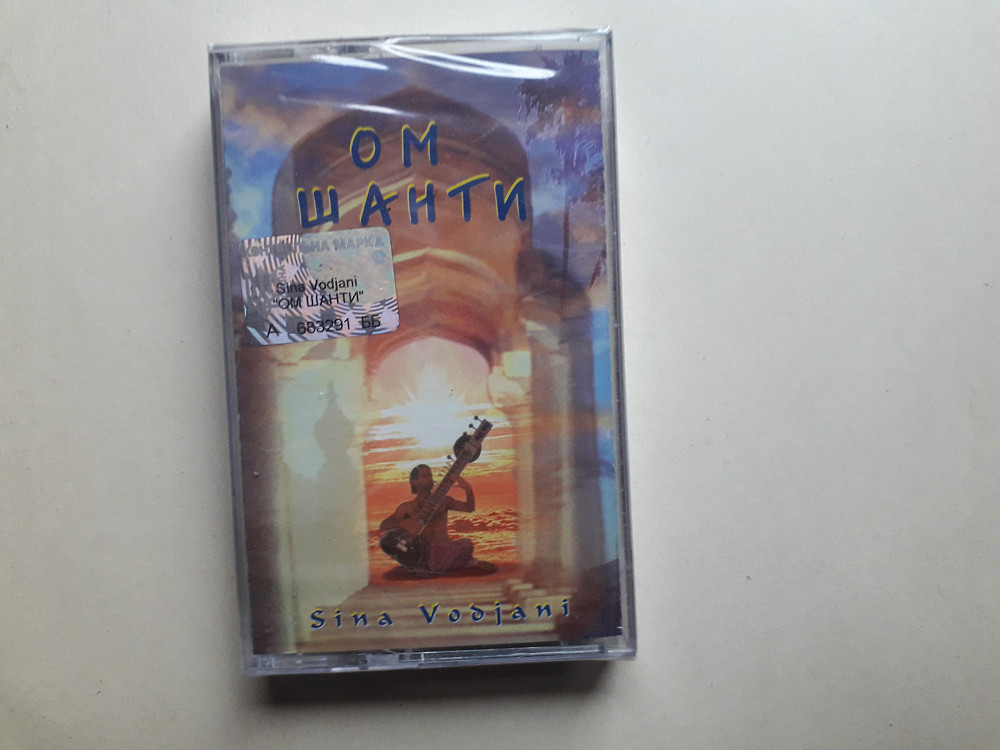 ОМ
ШАНТИ
МАРКА
Sina Vodjani
"ОМ ШАНТИ"
А 683291 ББ
Sina Vodjani